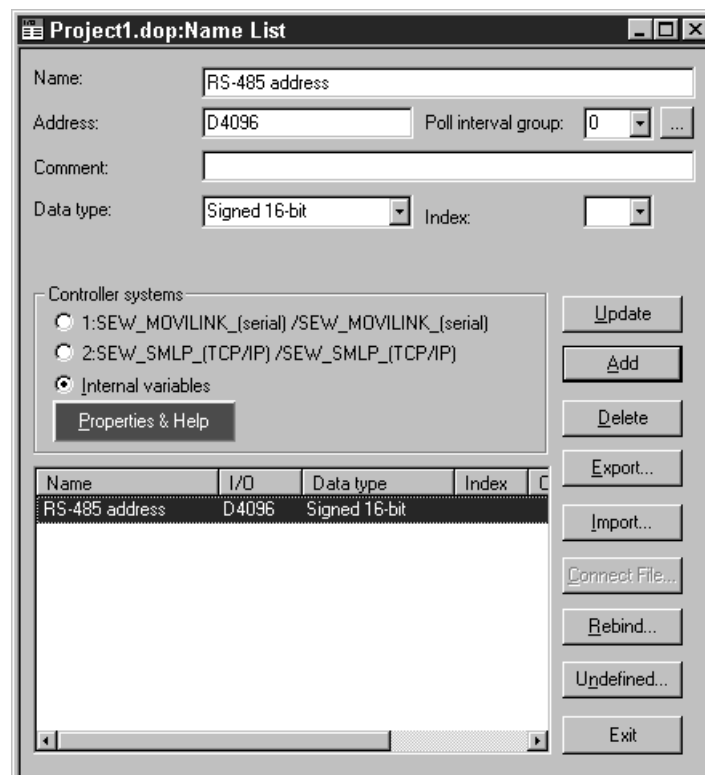 Project1.dop:Name List
Name: RS-485 address
Address: D4096 Poll interval group: 0 ...
Comment:
Data type: Signed 16-bit Index:
Controller systems
1:SEW_MOVILINK_(serial) /SEW_MOVILINK_(serial)
2:SEW_SMLP_(TCP/IP) /SEW_SMLP_(TCP/IP)
Internal variables
Properties & Help
Update
Add
Delete
Export...
Import...
Connect File...
Rebind...
Undefined...
Exit
Name I/O Data type Index C
RS-485 address D4096 Signed 16-bit